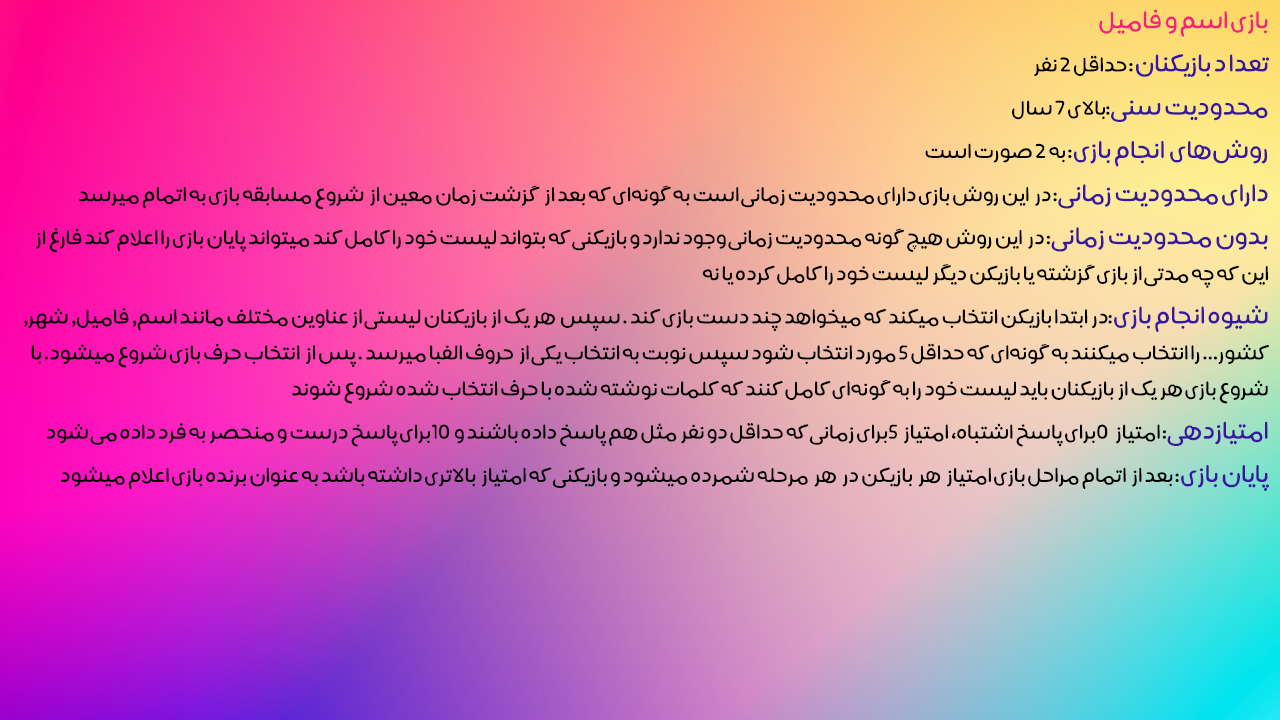 بازی اسم و فامیل
تعداد بازیکنان:حداقل 2 نفر
محدودیت سنی:بالای 7 سال
روش‌های انجام بازی:به 2 صورت است
دارای محدودیت زمانی:در این روش بازی دارای محدودیت زمانی است به گونه‌ای که بعد از گزشت زمان معین از شروع مسابقه بازی به اتمام میرسد
بدون محدودیت زمانی:در این روش هیچ گونه محدودیت زمانی وجود ندارد و بازیکنی که بتواند لیست خود را کامل کند میتواند پایان بازی را اعلام کند فارغ از
این که چه مدتی از بازی گزشته یا بازیکن دیگر لیست خود را کامل کرده یا نه
شیوه انجام بازی:در ابتدا بازیکن انتخاب میکند که میخواهد چند دست بازی کند . سپس هر یک از بازیکنان لیستی از عناوین مختلف مانند اسم, فامیل, شهر,
کشور... را انتخاب میکنند به گونه‌ای که حداقل 5 مورد انتخاب شود سپس نوبت به انتخاب یکی از حروف الفبا میرسد . پس از انتخاب حرف بازی شروع میشود. با
شروع بازی هر یک از بازیکنان باید لیست خود را به گونه‌ای کامل کنند که کلمات نوشته شده با حرف انتخاب شده شروع شوند
امتیازدهی:امتیاز 0برای پاسخ اشتباه، امتیاز 5برای زمانی که حداقل دو نفر مثل هم پاسخ داده باشند و 10برای پاسخ درست و منحصر به فرد داده می شود
پایان بازی:بعد از اتمام مراحل بازی امتیاز هر بازیکن در هر مرحله شمرده میشود و بازیکنی که امتیاز بالاتری داشته باشد به عنوان برنده بازی اعلام میشود